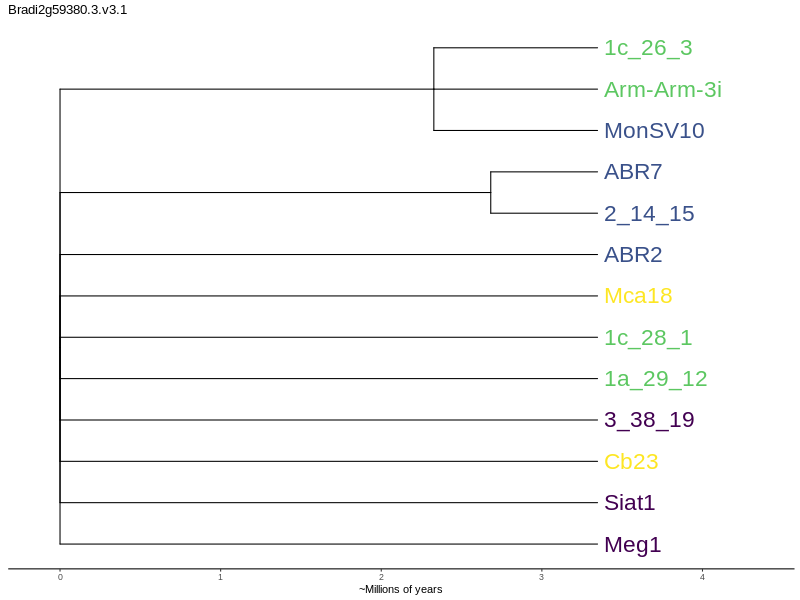 Bradi2g59380.3.v3.1
1c_26_3
Arm-Arm-3i
MonSV10
ABR7
2_14_15
ABR2
Mca18
1c_28_1
1a_29_12
3_38_19
Cb23
Siat1
Meg1
0 1 2 3 4
~Millions of years